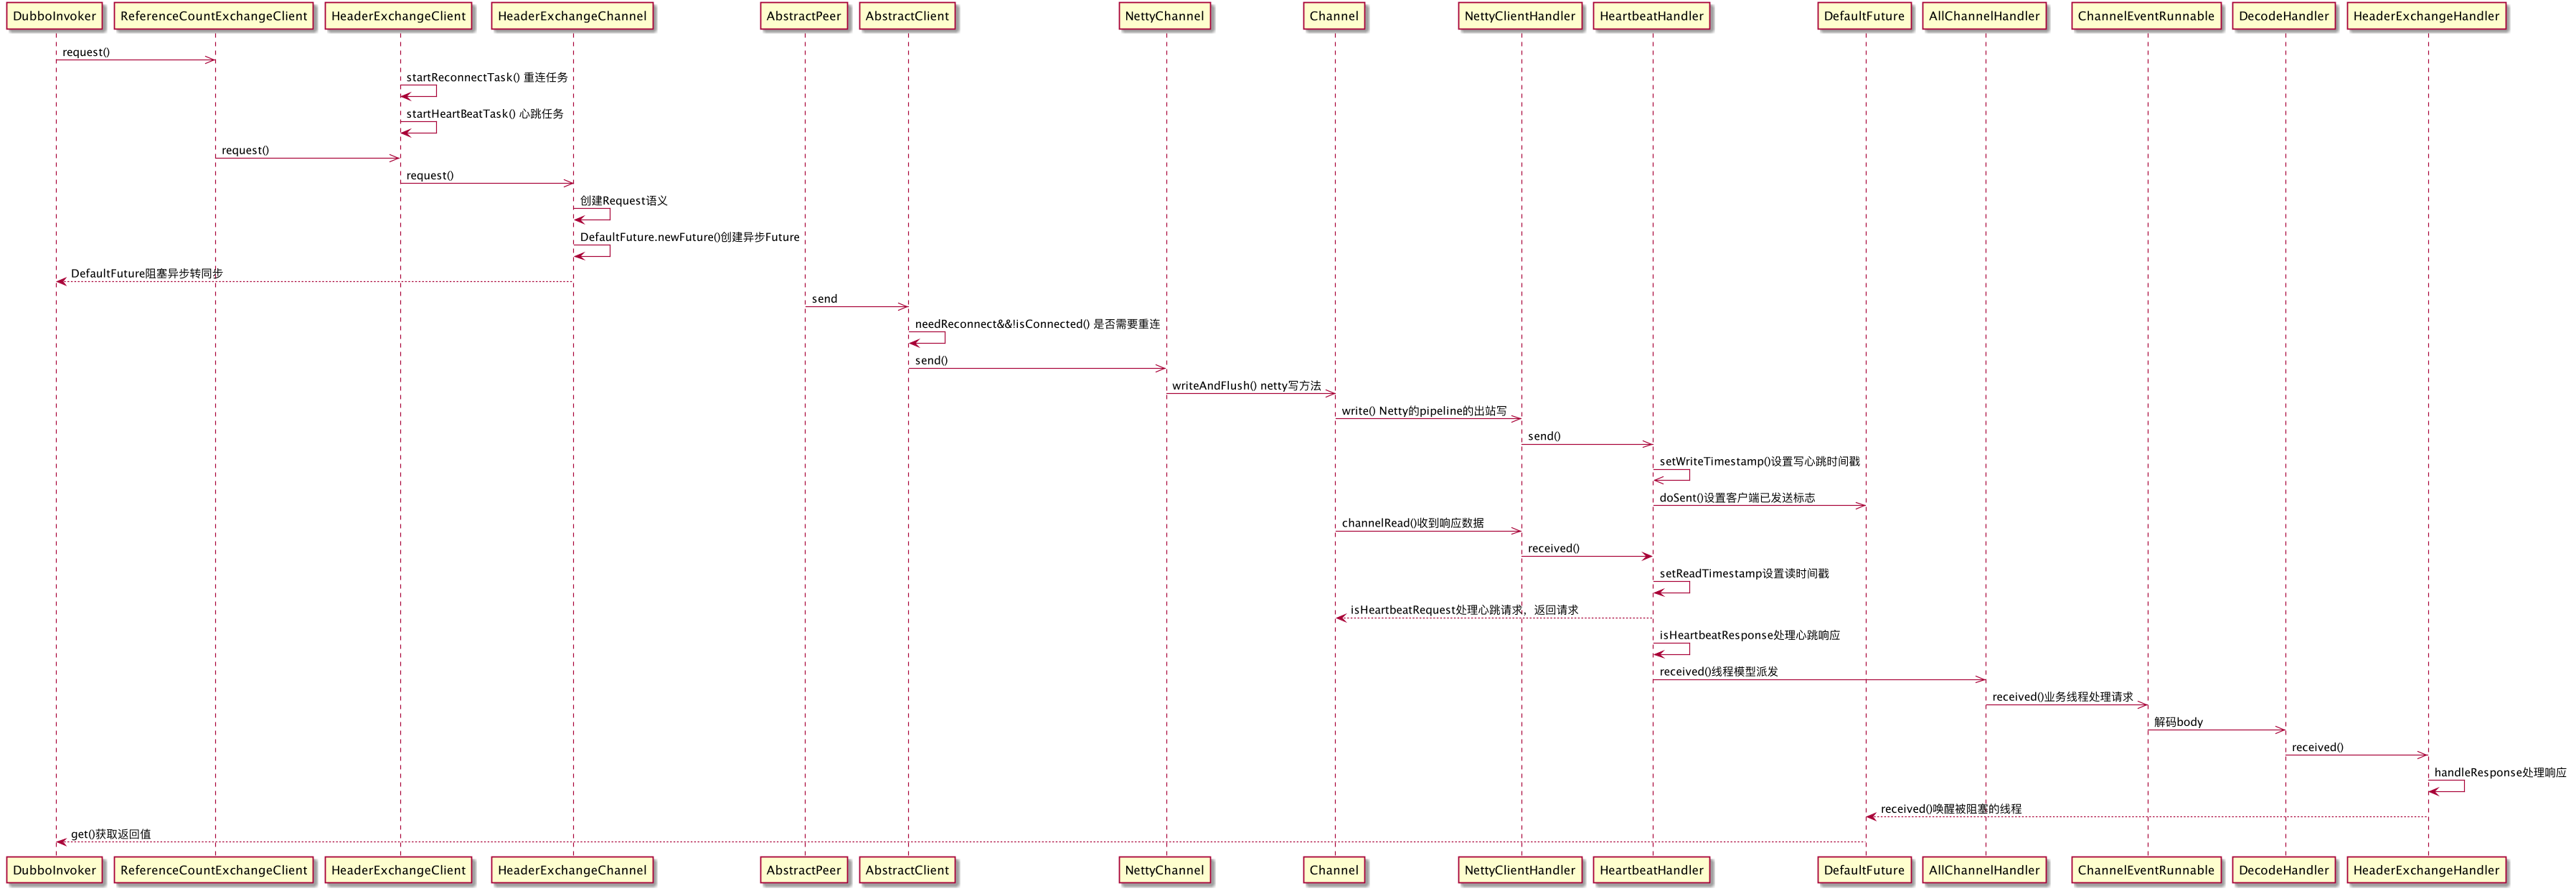 DubboInvoker
ReferenceCountExchangeClient
HeaderExchangeClient
HeaderExchangeChannel
AbstractPeer
AbstractClient
NettyChannel
Channel
NettyClientHandler
HeartbeatHandler
DefaultFuture
AllChannelHandler
ChannelEventRunnable
DecodeHandler
HeaderExchangeHandler
request()
startReconnectTask() 重连任务
startHeartBeatTask() 心跳任务
request()
request()
创建Request语义
DefaultFuture.newFuture()创建异步Future
DefaultFuture阻塞异步转同步
send
needReconnect&&!isConnected() 是否需要重连
send()
writeAndFlush() netty写方法
write() Netty的pipeline的出站写
send()
setWriteTimestamp()设置写心跳时间戳
doSent()设置客户端已发送标志
channelRead()收到响应数据
received()
setReadTimestamp设置读时间戳
isHeartbeatRequest处理心跳请求，返回请求
isHeartbeatResponse处理心跳响应
received()线程模型派发
received()业务线程处理请求
解码body
received()
handleResponse处理响应
received()唤醒被阻塞的线程
get()获取返回值
DubboInvoker
ReferenceCountExchangeClient
HeaderExchangeClient
HeaderExchangeChannel
AbstractPeer
AbstractClient
NettyChannel
Channel
NettyClientHandler
HeartbeatHandler
DefaultFuture
AllChannelHandler
ChannelEventRunnable
DecodeHandler
HeaderExchangeHandler